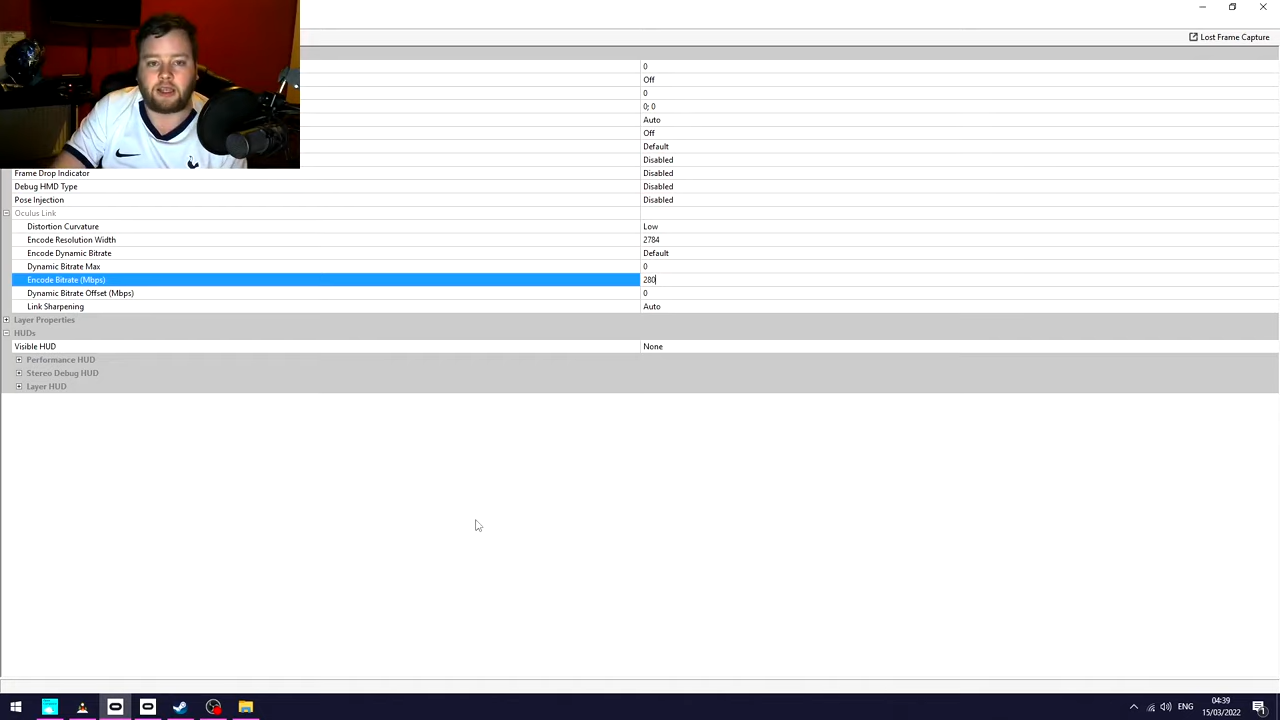 Lost Frame Capture
0
Off
0
0; 0
Auto
Off
Default
Disabled
Frame Drop Indicator Disabled
Debug HMD Type Disabled
Pose Injection Disabled
Oculus Link
Distortion Curvature Low
Encode Resolution Width 2784
Encode Dynamic Bitrate Default
Dynamic Bitrate Max 0
Encode Bitrate (Mbps) 280
Dynamic Bitrate Offset (Mbps) 0
Link Sharpening Auto
Layer Properties
HUDs
Visible HUD None
Performance HUD
Stereo Debug HUD
Layer HUD
ENG
04:39
15/03/2022
1